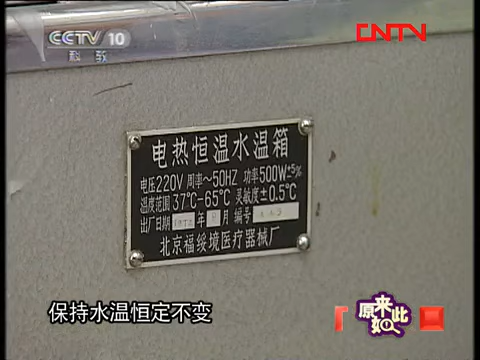 CCTV 10
科教
CNTV
电热恒温水温箱
电压220V 周率~50HZ 功率500W±5%
温度范围37℃-65℃ 灵敏度±0.5℃
出厂日期 年 月 编号
北京福绥境医疗器械厂
保持水温恒定不变
原来如此